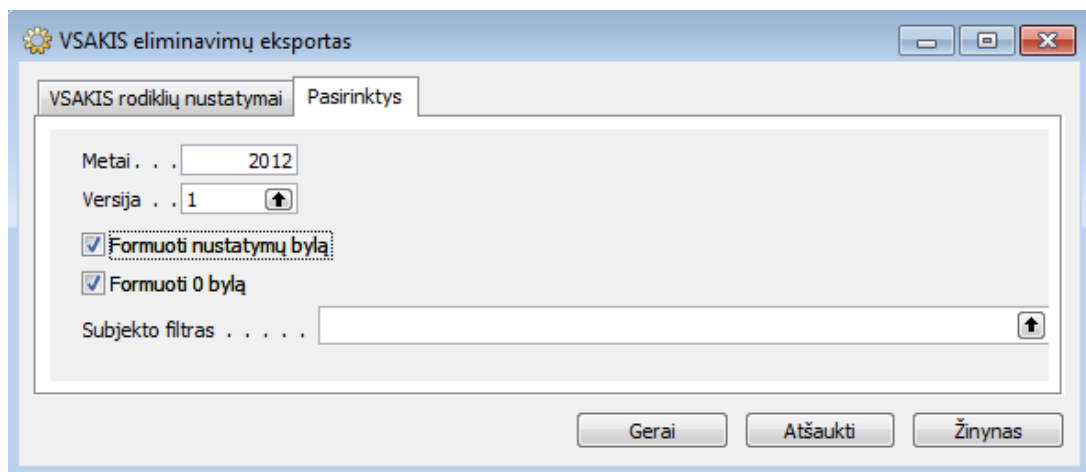 VSAKIS eliminavimų eksportas
VSAKIS rodiklių nustatymai Pasirinktys
Metai. . . 2012
Versija . . 1
Formuoti nustatymų bylą
Formuoti 0 bylą
Subjekto filtras . . . . .
Gerai Atšaukti Žinynas